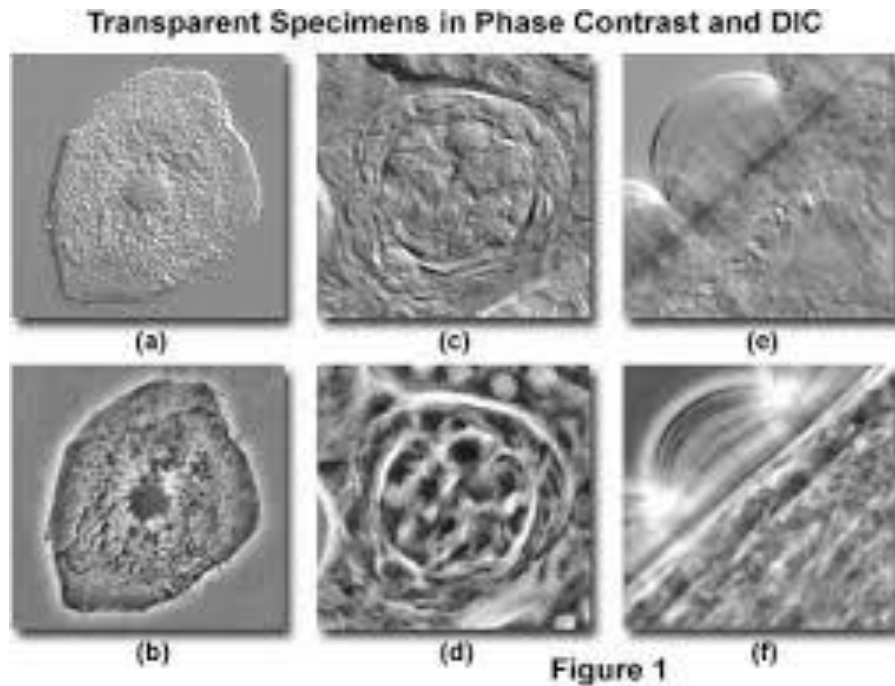 Transparent Specimens in Phase Contrast and DIC
(a) (c) (e)
(b) (d) (f)
Figure 1